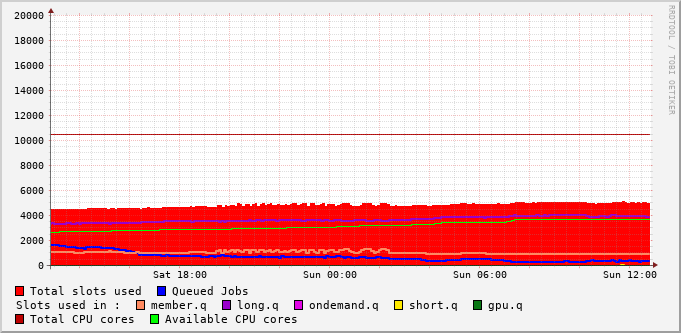 20000
18000
16000
14000
12000
10000
8000
6000
4000
2000
0
Sat 18:00 Sun 00:00 Sun 06:00 Sun 12:00
Total slots used Queued Jobs
Slots used in : member.q long.q ondemand.q short.q gpu.q
Total CPU cores Available CPU cores
RRDTOOL / TOBI OETIKER